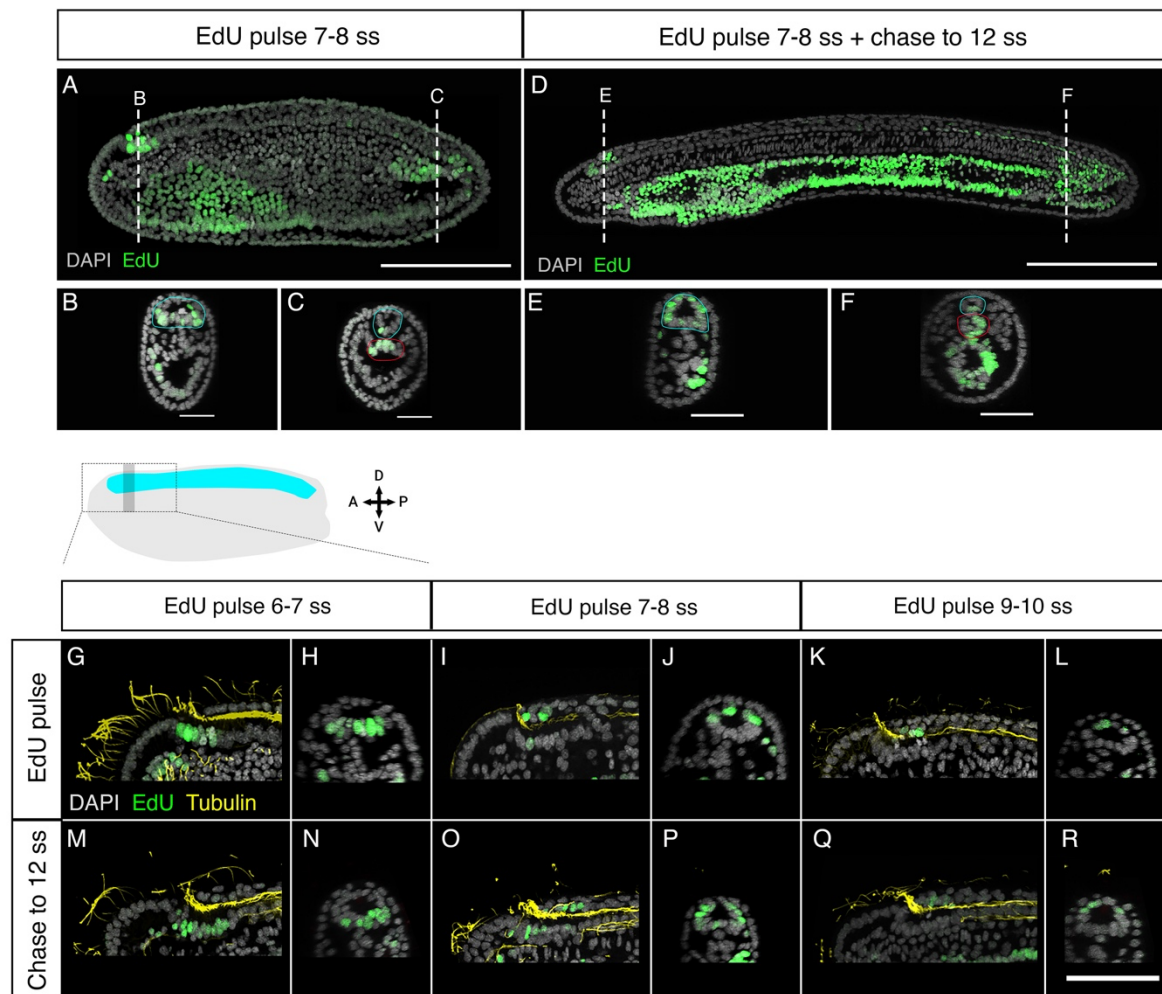 EdU pulse 7-8 ss
EdU pulse 7-8 ss + chase to 12 ss
A
B
C
DAPI EdU
D
E
F
DAPI EdU
B
C
E
F
D
A
P
V
EdU pulse 6-7 ss
EdU pulse 7-8 ss
EdU pulse 9-10 ss
EdU pulse
G
H
I
J
K
L
DAPI EdU Tubulin
Chase to 12 ss
M
N
O
P
Q
R